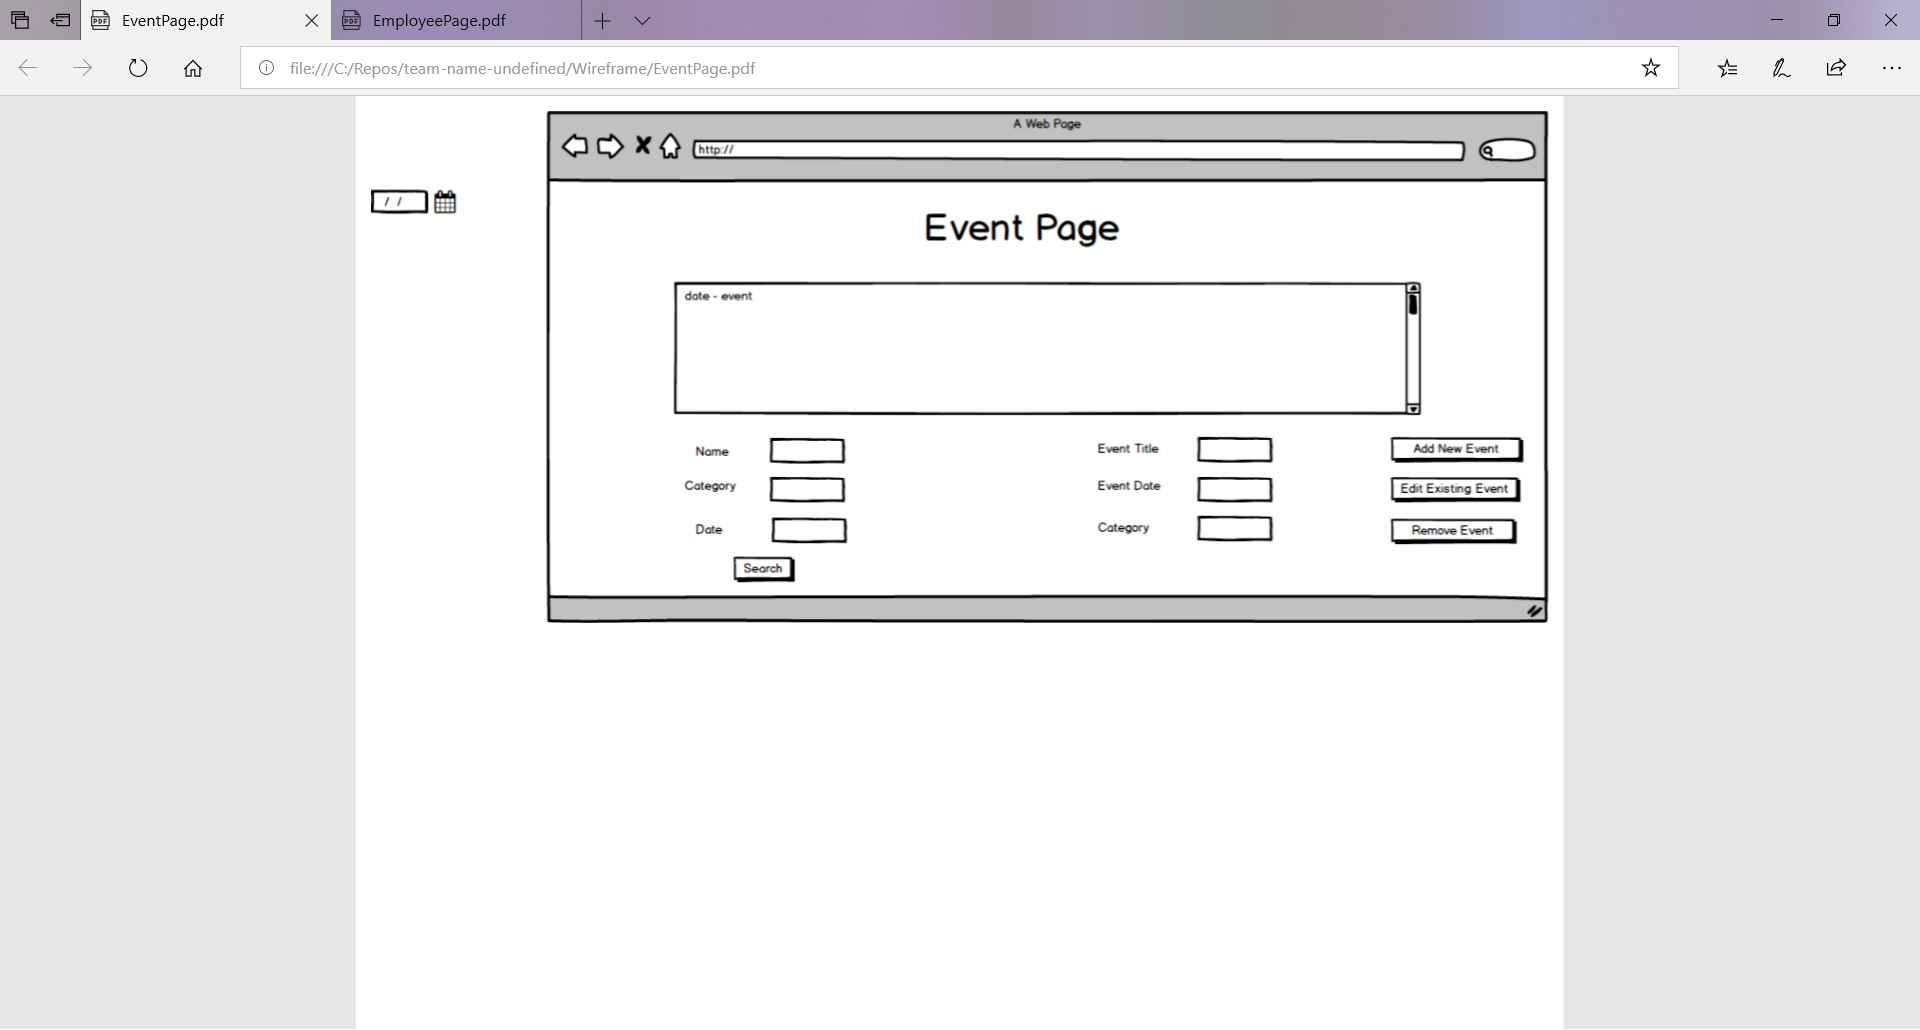 EventPage.pdf
EmployeePage.pdf
file:///C:/Repos/team-name-undefined/Wireframe/EventPage.pdf
A Web Page
http://
/ /
Event Page
date - event
Name
Event Title
Add New Event
Category
Event Date
Edit Existing Event
Date
Category
Remove Event
Search